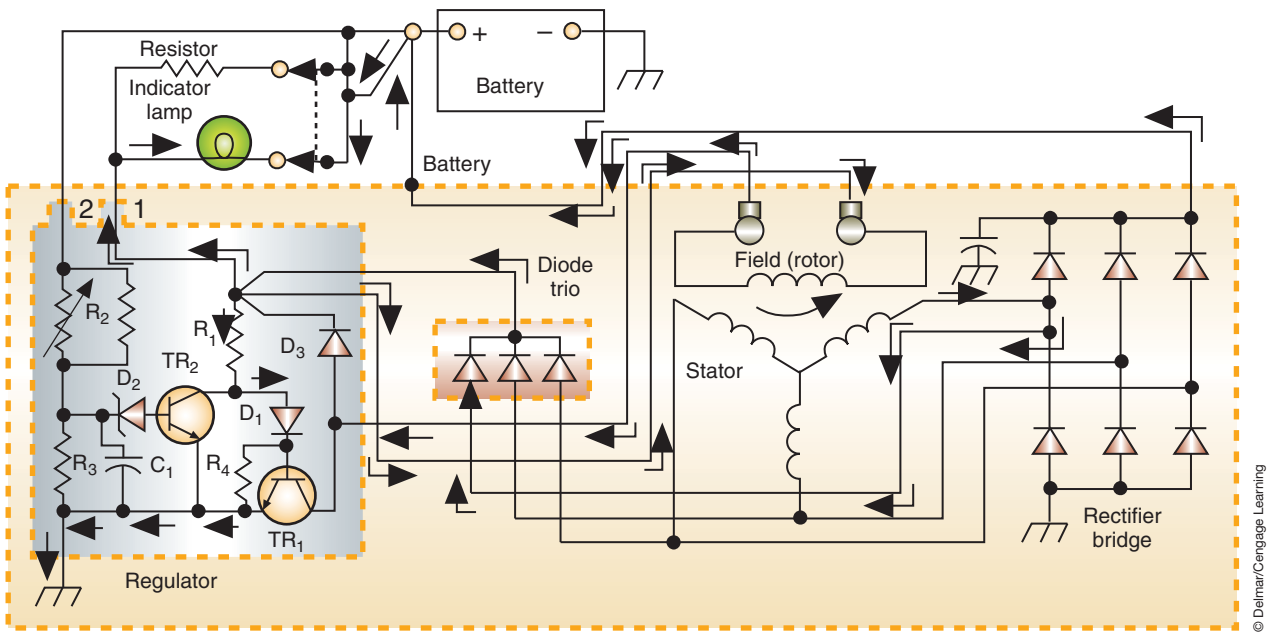 Resistor
Indicator
lamp
+
−
Battery
Battery
2
1
Diode
trio
Field (rotor)
Stator
R2
R1
D3
TR2
D2
D1
R3
C1
R4
TR1
Regulator
Rectifier
bridge
© Delmar/Cengage Learning